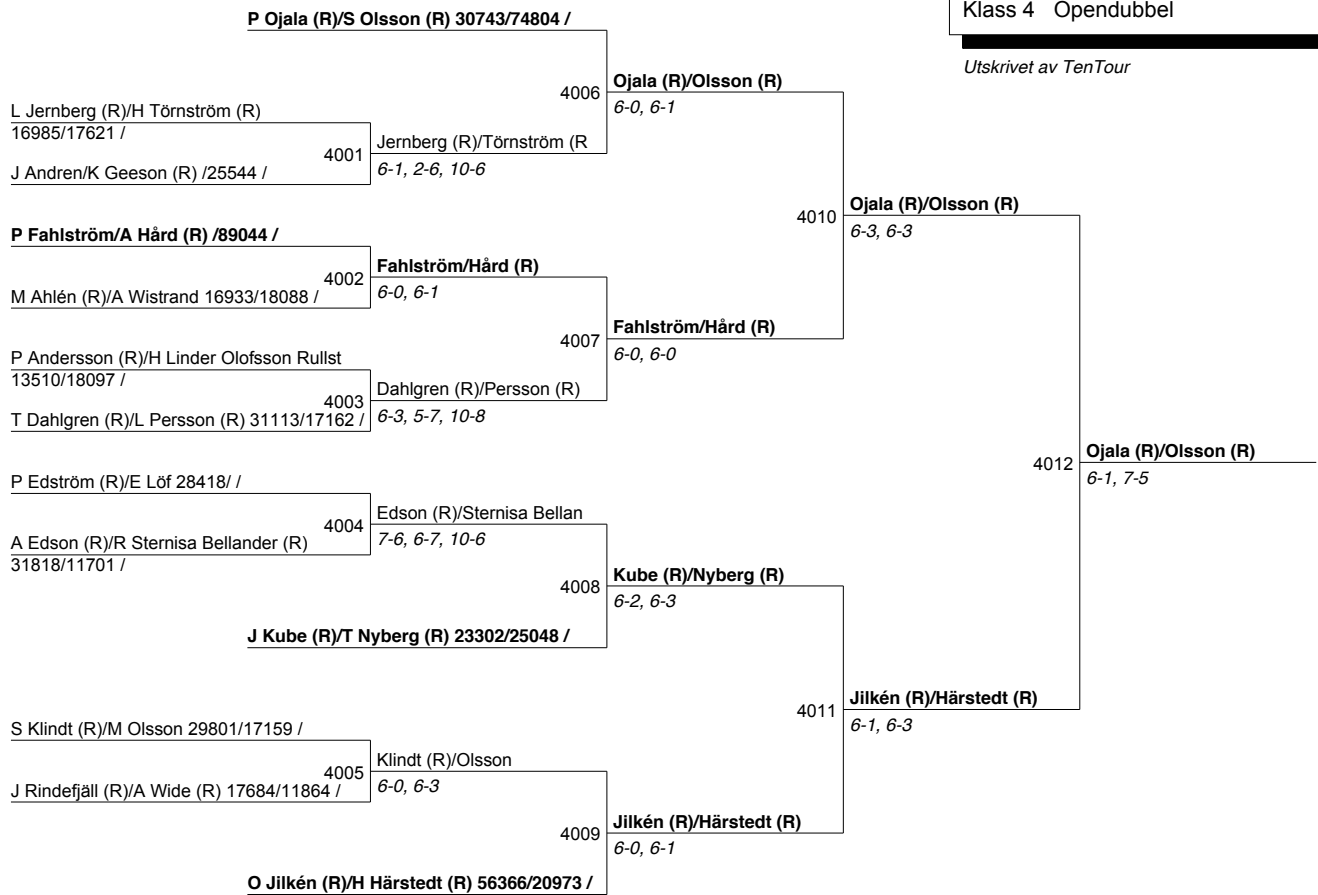 Klass 4 Opendubbel
Utskrivet av TenTour
P Ojala (R)/S Olsson (R) 30743/74804 /
4006
Ojala (R)/Olsson (R)
6-0, 6-1
L Jernberg (R)/H Törnström (R)
16985/17621 /
4001
Jernberg (R)/Törnström (R
6-1, 2-6, 10-6
J Andren/K Geeson (R) /25544 /
4010
Ojala (R)/Olsson (R)
6-3, 6-3
P Fahlström/A Hård (R) /89044 /
4002
Fahlström/Hård (R)
6-0, 6-1
M Ahlén (R)/A Wistrand 16933/18088 /
4007
Fahlström/Hård (R)
6-0, 6-0
P Andersson (R)/H Linder Olofsson Rullst
13510/18097 /
4003
Dahlgren (R)/Persson (R)
6-3, 5-7, 10-8
T Dahlgren (R)/L Persson (R) 31113/17162 /
4012
Ojala (R)/Olsson (R)
6-1, 7-5
P Edström (R)/E Löf 28418/ /
4004
Edson (R)/Sternisa Bellan
7-6, 6-7, 10-6
A Edson (R)/R Sternisa Bellander (R)
31818/11701 /
4008
Kube (R)/Nyberg (R)
6-2, 6-3
J Kube (R)/T Nyberg (R) 23302/25048 /
4011
Jilkén (R)/Härstedt (R)
6-1, 6-3
S Klindt (R)/M Olsson 29801/17159 /
4005
Klindt (R)/Olsson
6-0, 6-3
J Rindefjäll (R)/A Wide (R) 17684/11864 /
4009
Jilkén (R)/Härstedt (R)
6-0, 6-1
O Jilkén (R)/H Härstedt (R) 56366/20973 /